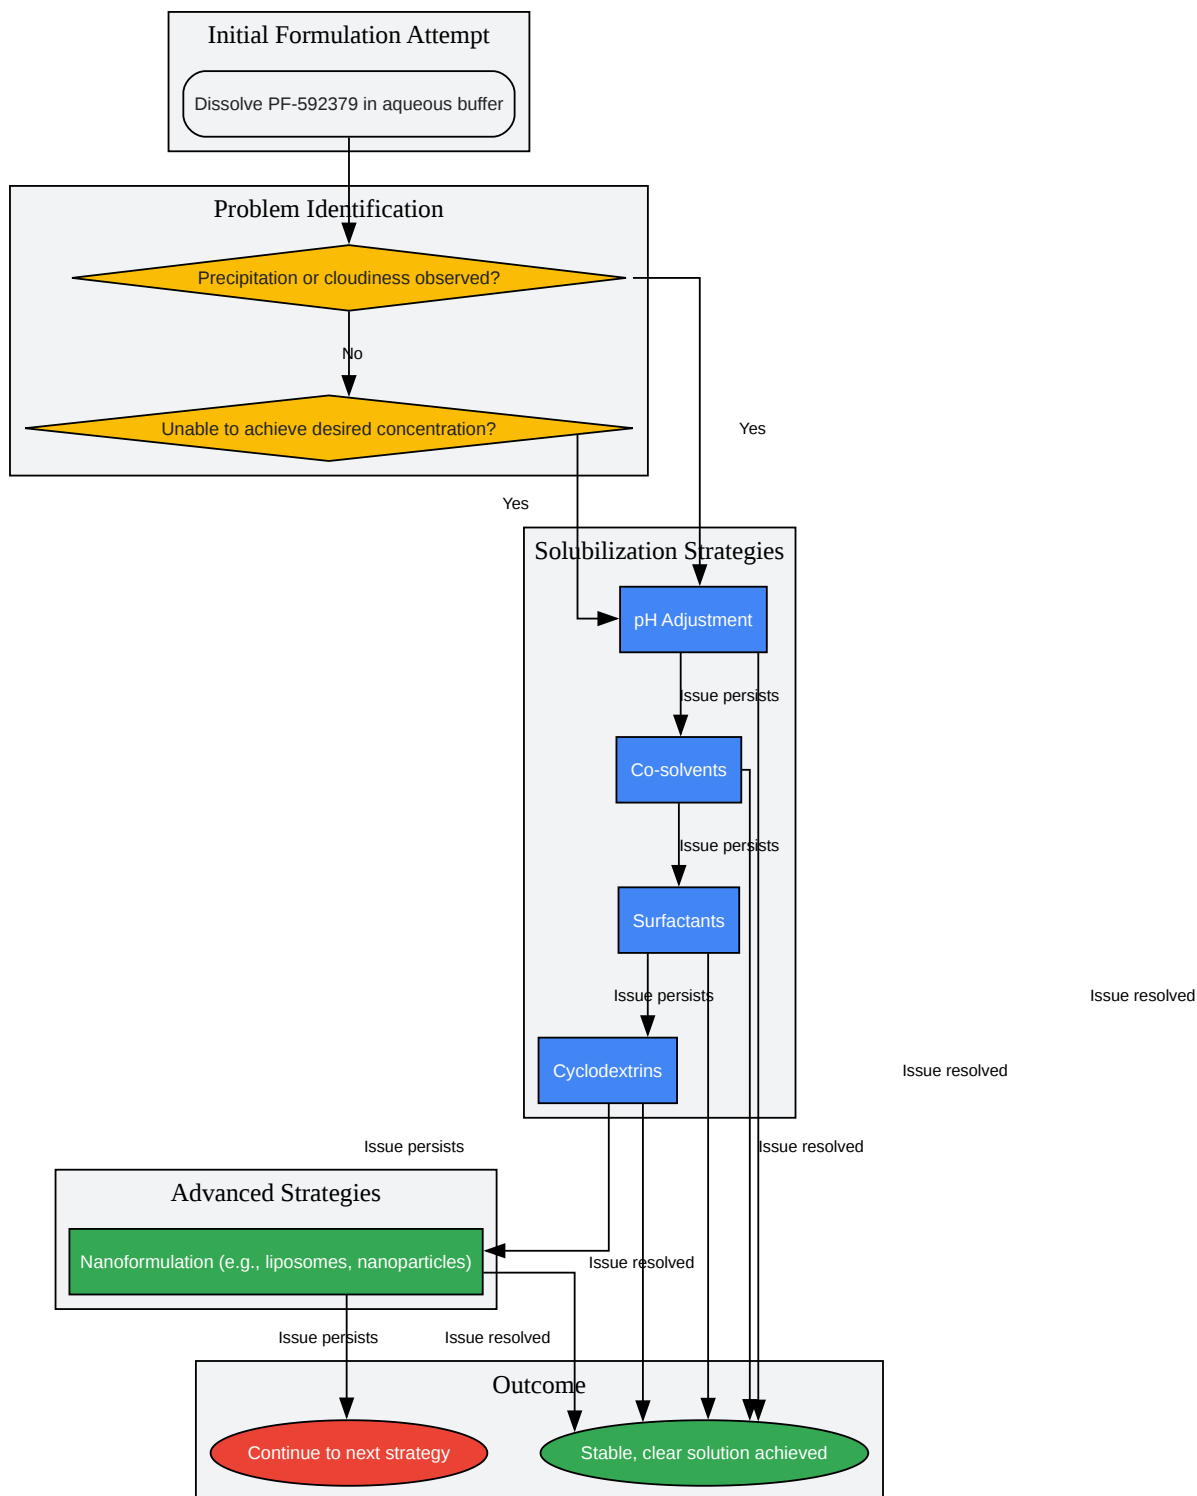 Initial Formulation Attempt
Dissolve PF-592379 in aqueous buffer
Problem Identification
Precipitation or cloudiness observed?
No
Unable to achieve desired concentration?
Yes
Yes
Solubilization Strategies
pH Adjustment
Issue persists
Co-solvents
Issue persists
Surfactants
Issue persists
Issue resolved
Cyclodextrins
Issue resolved
Issue persists
Issue resolved
Advanced Strategies
Nanoformulation (e.g., liposomes, nanoparticles)
Issue resolved
Issue persists
Issue resolved
Outcome
Continue to next strategy
Stable, clear solution achieved